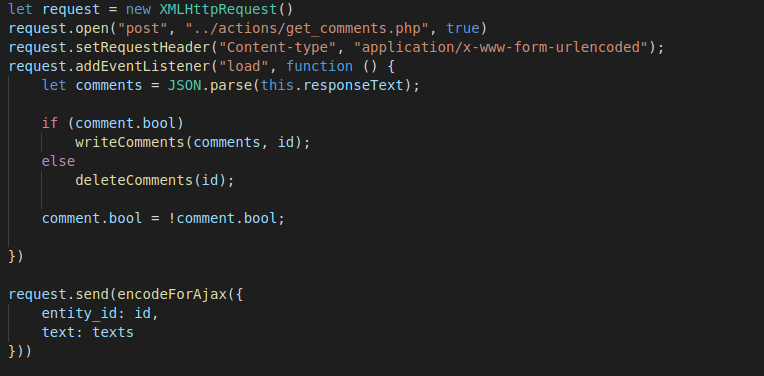 let request = new XMLHttpRequest()
request.open("post", "../actions/get_comments.php", true)
request.setRequestHeader("Content-type", "application/x-www-form-urlencoded");
request.addEventListener("load", function () {
    let comments = JSON.parse(this.responseText);

    if (comment.bool)
        writeComments(comments, id);
    else
        deleteComments(id);

    comment.bool = !comment.bool;

})

request.send(encodeForAjax({
    entity_id: id,
    text: texts
}))